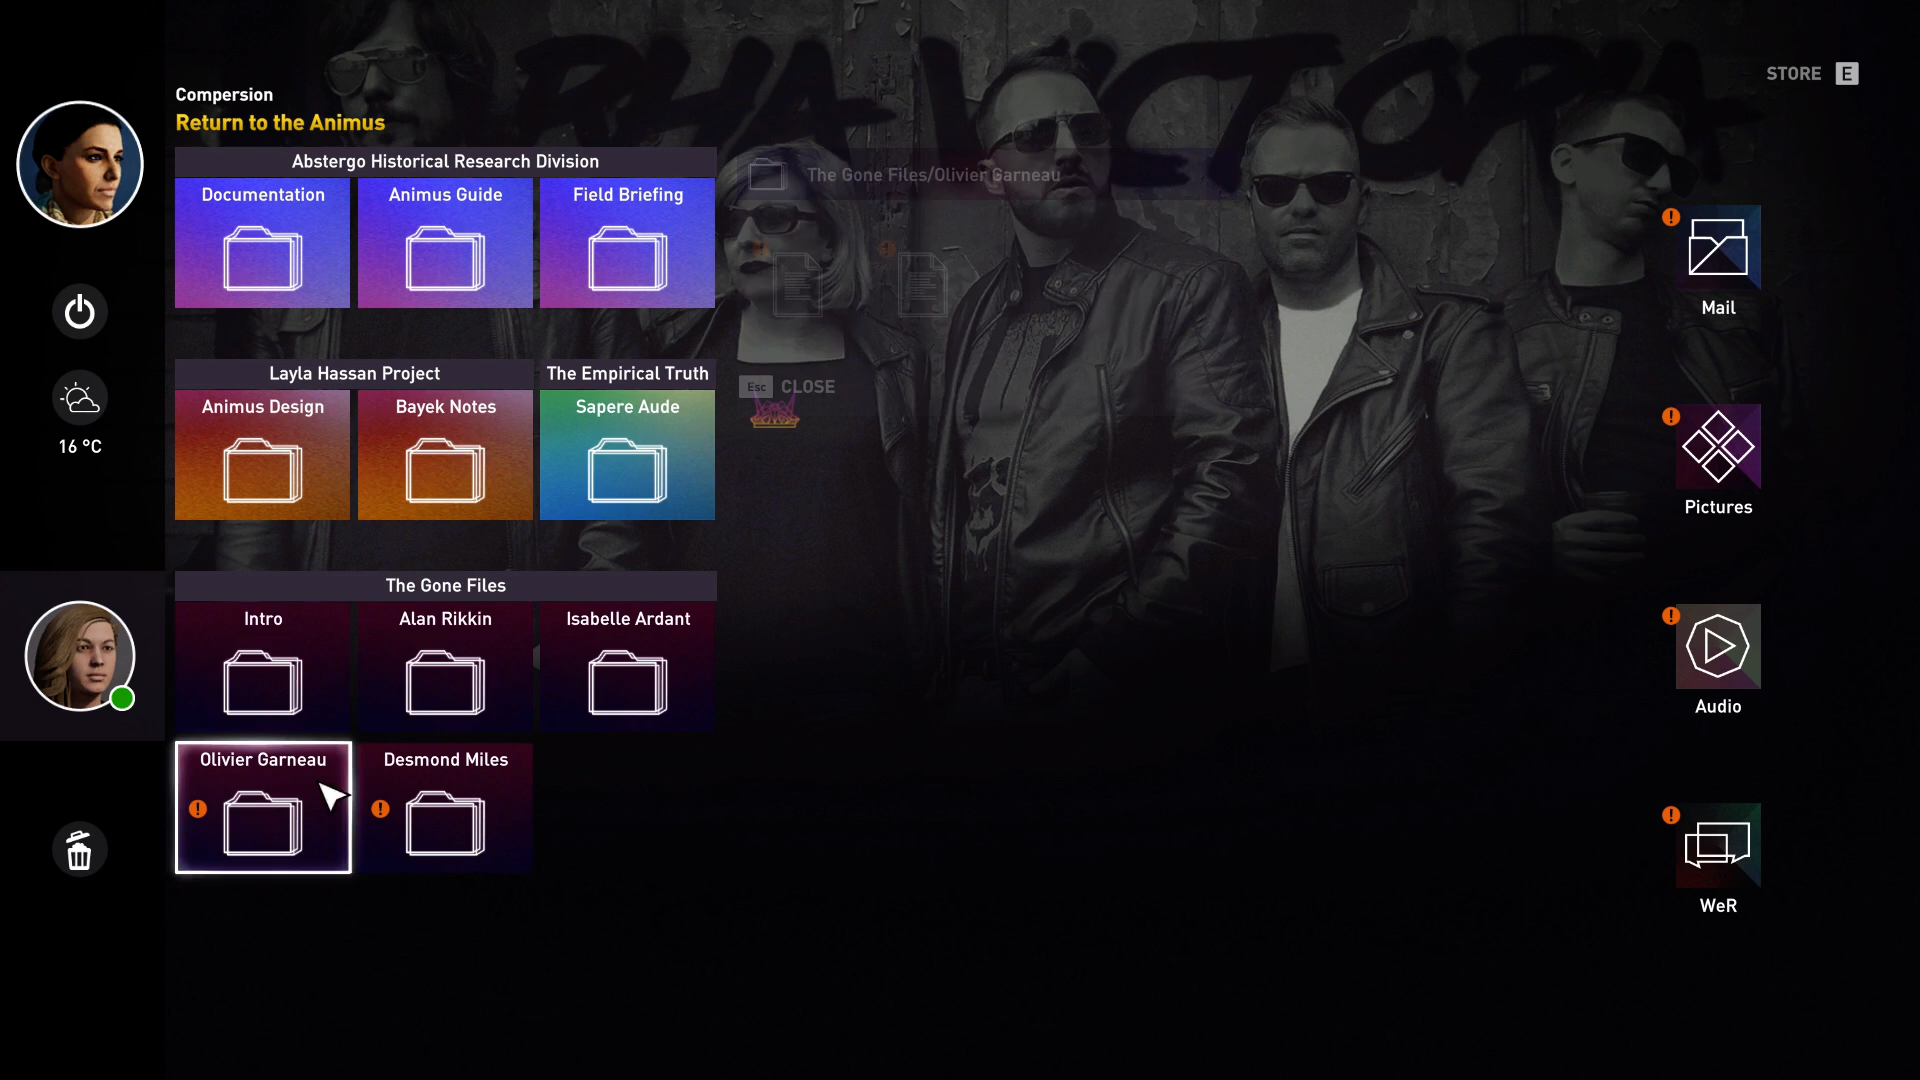 RHA VICTORIA
STORE E
Compersion
Return to the Animus
Abstergo Historical Research Division
Documentation
Animus Guide
Field Briefing
The Gone Files/Olivier Garneau
Mail
Layla Hassan Project
The Empirical Truth
Esc CLOSE
Animus Design
Bayek Notes
Sapere Aude
16 °C
Pictures
The Gone Files
Intro
Alan Rikkin
Isabelle Ardant
Audio
Olivier Garneau
Desmond Miles
WeR